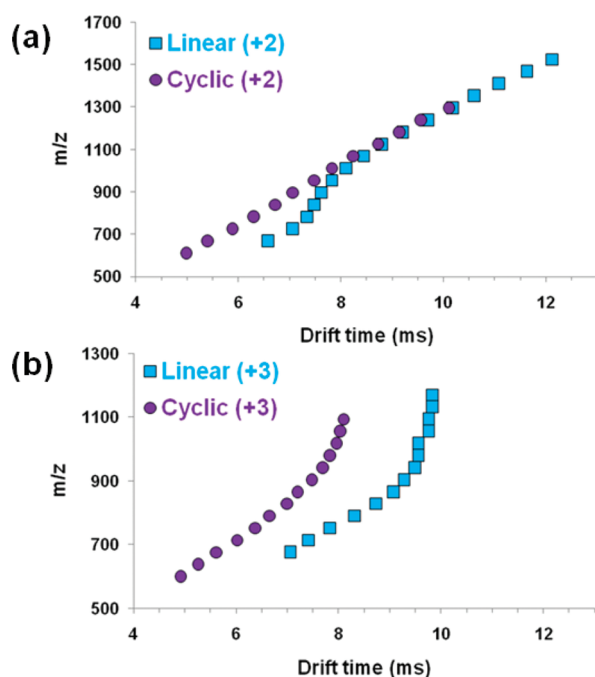 (a)
Linear (+2)
Cyclic (+2)
m/z
1700
1500
1300
1100
900
700
500
4 6 8 10 12
Drift time (ms)
(b)
Linear (+3)
Cyclic (+3)
m/z
1300
1100
900
700
500
4 6 8 10 12
Drift time (ms)